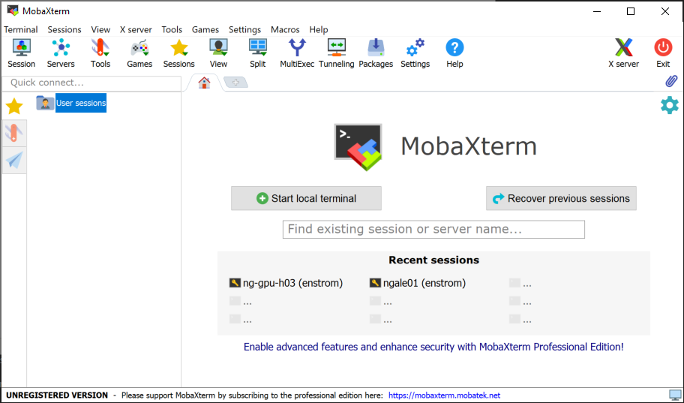 MobaXterm
Terminal Sessions View X server Tools Games Settings Macros Help
Session Servers Tools Games Sessions View Split MultiExec Tunneling Packages Settings Help X server Exit
Quick connect...
User sessions
>_
MobaXterm
Start local terminal Recover previous sessions
Find existing session or server name...
Recent sessions
ng-gpu-h03 (enstrom) ngale01 (enstrom) ...
... ... ...
... ... ...
Enable advanced features and enhance security with MobaXterm Professional Edition!
UNREGISTERED VERSION - Please support MobaXterm by subscribing to the professional edition here: https://mobaxterm.mobatek.net